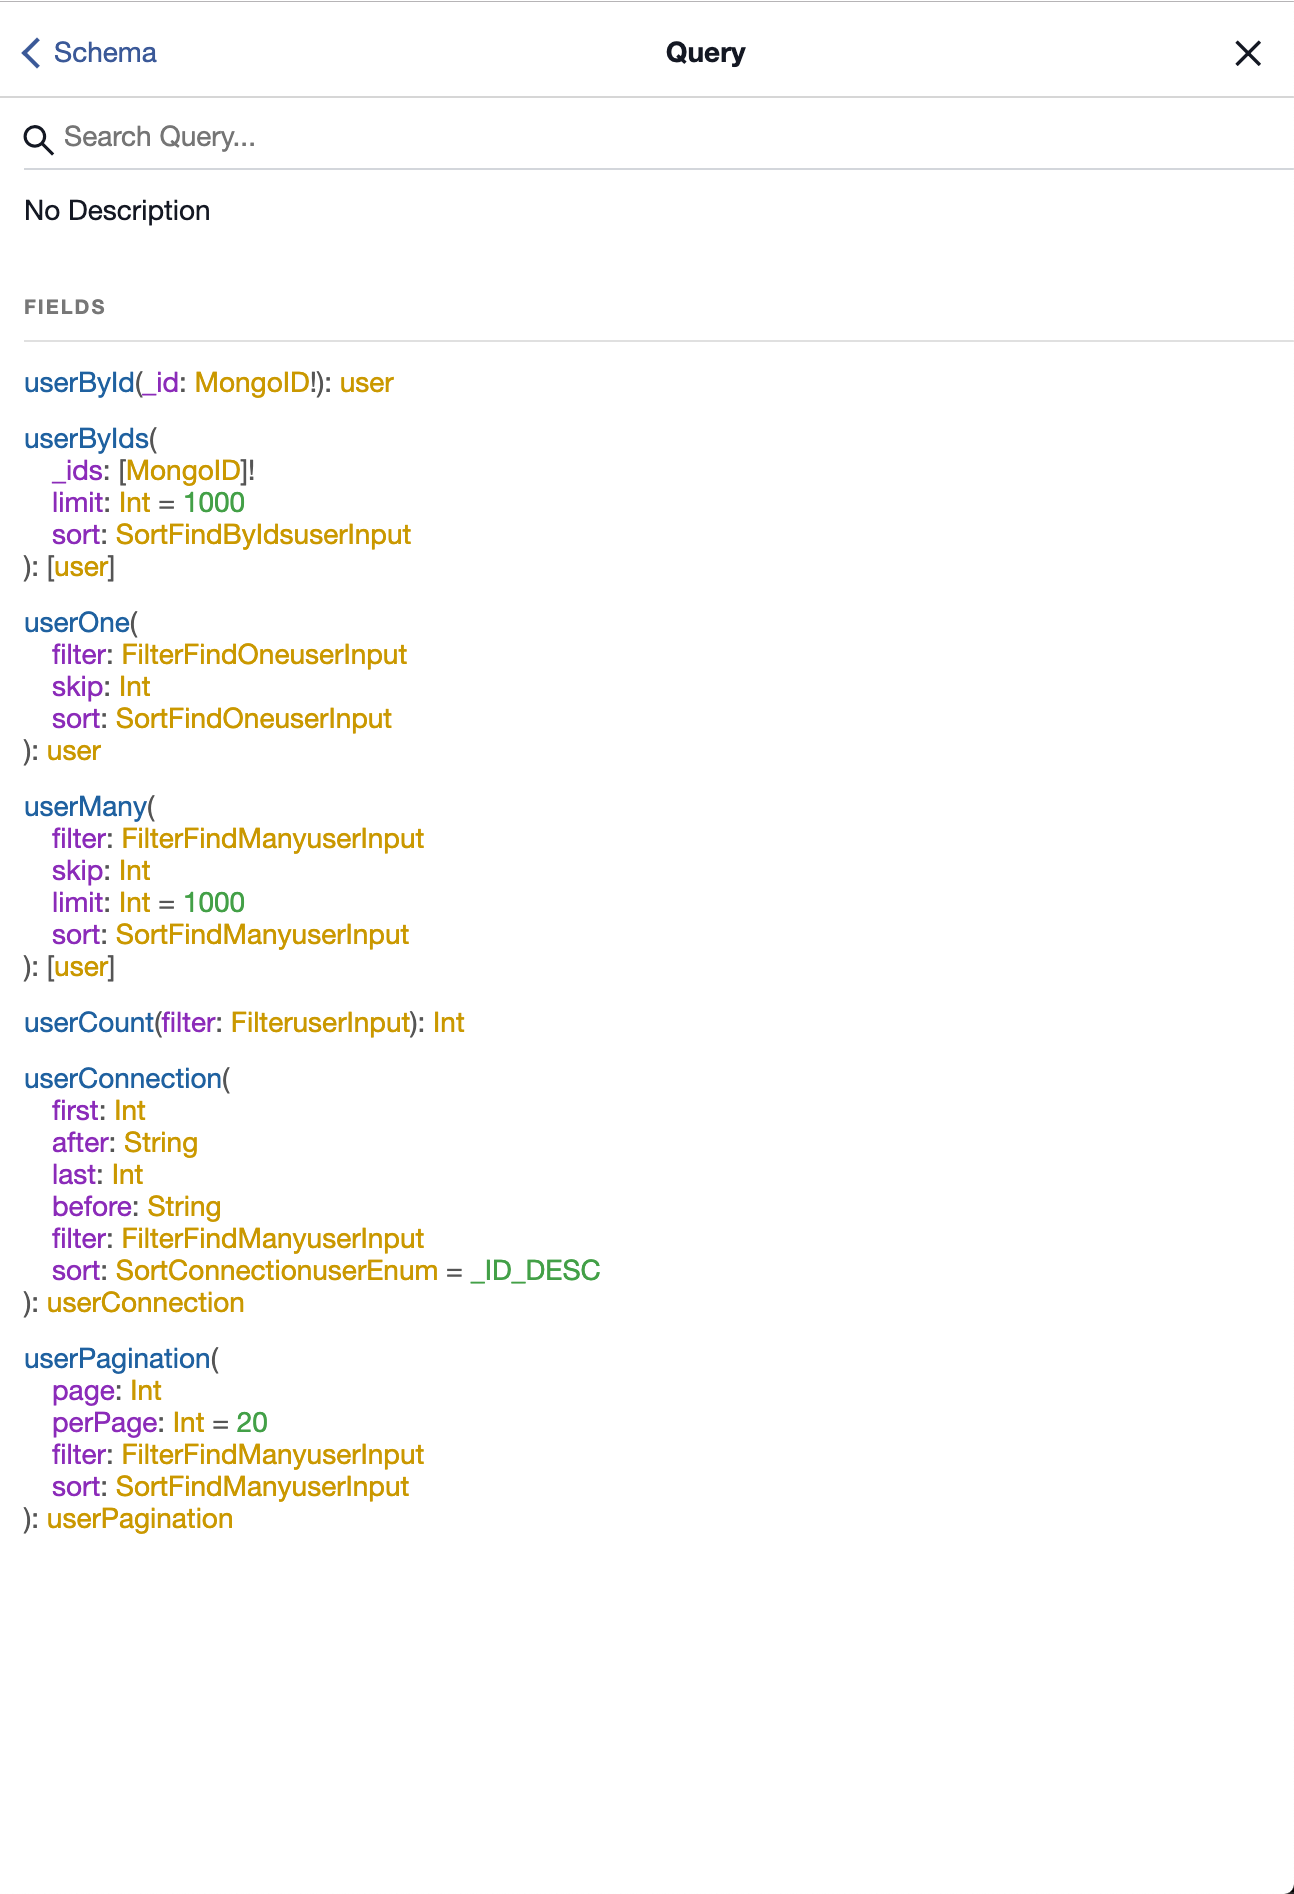 Schema
Query
Search Query...
No Description
FIELDS
userById(_id: MongoID!): user
userByIds(
_ids: [MongoID]!
limit: Int = 1000
sort: SortFindByIdsuserInput
): [user]
userOne(
filter: FilterFindOneuserInput
skip: Int
sort: SortFindOneuserInput
): user
userMany(
filter: FilterFindManyuserInput
skip: Int
limit: Int = 1000
sort: SortFindManyuserInput
): [user]
userCount(filter: FilteruserInput): Int
userConnection(
first: Int
after: String
last: Int
before: String
filter: FilterFindManyuserInput
sort: SortConnectionuserEnum = _ID_DESC
): userConnection
userPagination(
page: Int
perPage: Int = 20
filter: FilterFindManyuserInput
sort: SortFindManyuserInput
): userPagination